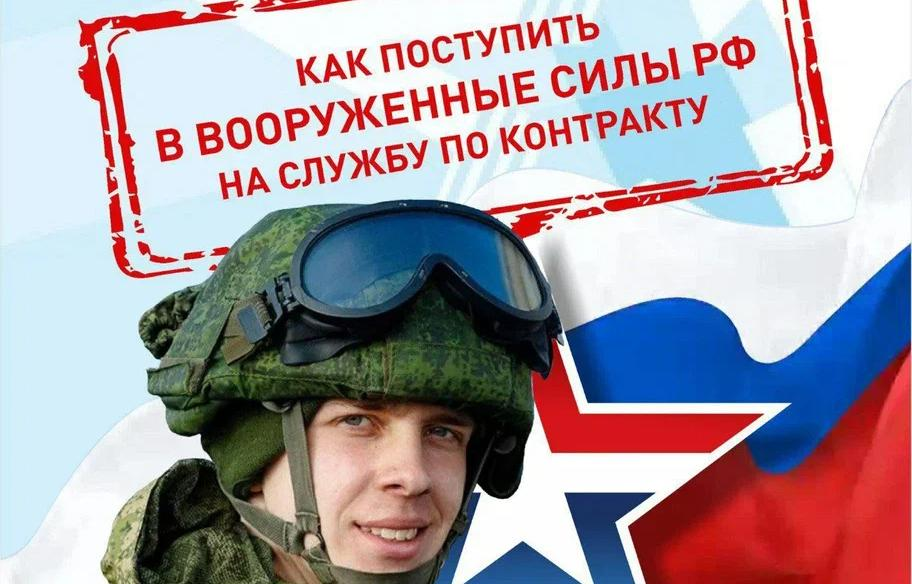 КАК ПОСТУПИТЬ
В ВООРУЖЕННЫЕ СИЛЫ РФ
НА СЛУЖБУ ПО КОНТРАКТУ